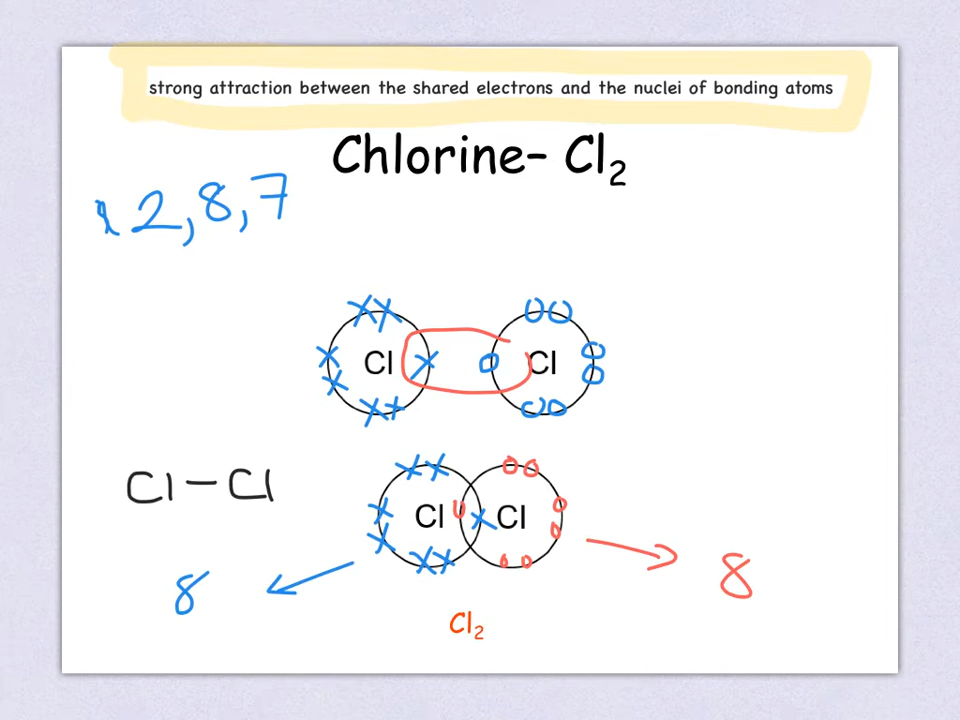 strong attraction between the shared electrons and the nuclei of bonding atoms
Chlorine– Cl₂
2,8,7
Cl Cl
Cl – Cl
Cl Cl
8 8
Cl₂